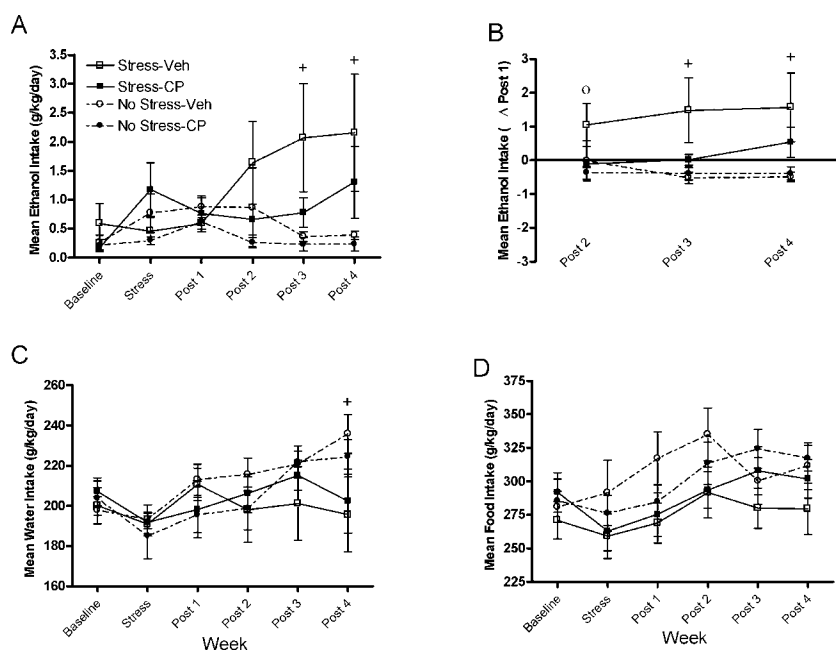 A
Mean Ethanol Intake (g/kg/day)
3.5
3.0
2.5
2.0
1.5
1.0
0.5
0.0
Stress-Veh
Stress-CP
No Stress-Veh
No Stress-CP
+
+
Baseline
Stress
Post 1
Post 2
Post 3
Post 4
B
Mean Ethanol Intake ( Λ Post 1)
3
2
1
0
-1
-2
-3
o
+
+
Post 2
Post 3
Post 4
C
Mean Water Intake (g/kg/day)
260
240
220
200
180
160
+
Baseline
Stress
Post 1
Post 2
Post 3
Post 4
Week
D
Mean Food Intake (g/kg/day)
375
350
325
300
275
250
225
Baseline
Stress
Post 1
Post 2
Post 3
Post 4
Week